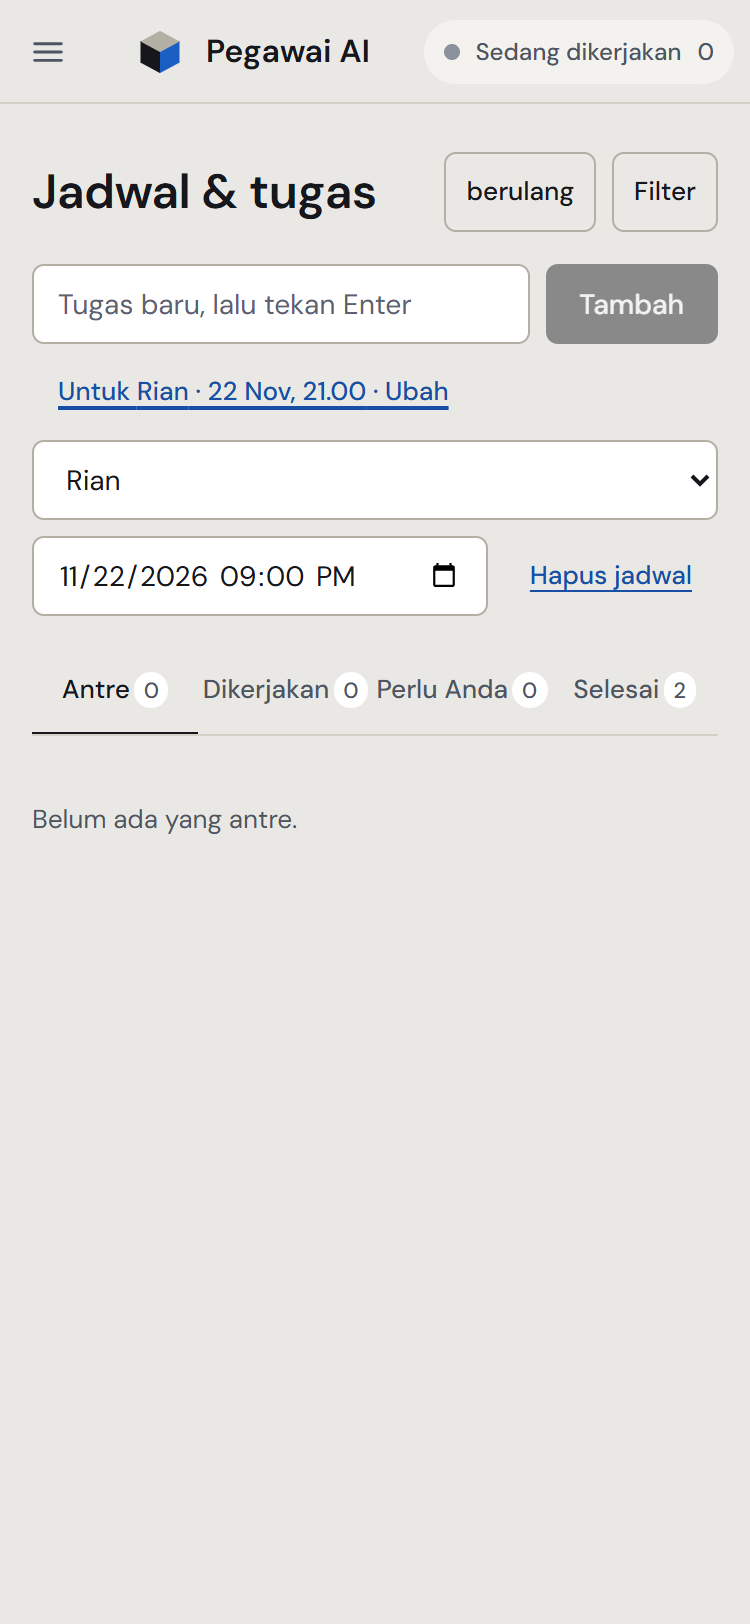 Pegawai AI
Sedang dikerjakan 0
Jadwal & tugas
berulang
Filter
Tugas baru, lalu tekan Enter
Tambah
Untuk Rian · 22 Nov, 21.00 · Ubah
Rian
11/22/2026 09:00 PM
Hapus jadwal
Antre 0 Dikerjakan 0 Perlu Anda 0 Selesai 2
Belum ada yang antre.